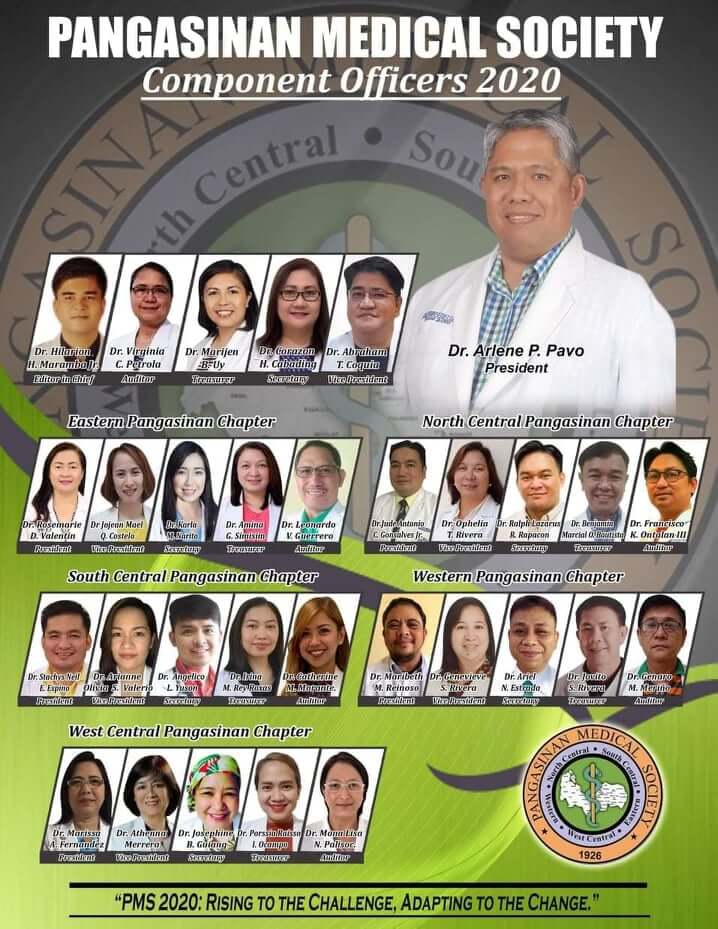 PANGASINAN MEDICAL SOCIETY
Component Officers 2020
Dr. Arlene P. Pavo
President
Dr. Hilarion
H. Maramba Jr.
Editor in Chief
Dr. Virginia
C. Petrola
Auditor
Dr. Marijen
B. Uy
Treasurer
Dr. Corazon
H. Cabading
Secretary
Dr. Abraham
T. Coquia
Vice President
Eastern Pangasinan Chapter
Dr. Rosemarie
D. Valentin
President
Dr Jojean Mael
Q. Costelo
Vice President
Dr. Karla
M. Narito
Secretary
Dr. Amina
G. Sinisim
Treasurer
Dr. Leonardo
V. Guerrero
Auditor
North Central Pangasinan Chapter
Dr. Jude Antonio
C. Gonsalves Jr.
President
Dr. Ophelia
T. Rivera
Vice President
Dr. Ralph Lazarus
R. Rapacon
Secretary
Dr. Benjamin
Marcial O. Bautista
Treasurer
Dr. Francisco
K. Ontalan III
Auditor
South Central Pangasinan Chapter
Dr. Stachys Neil
E. Espino
President
Dr. Arianne
Olivia S. Valerio
Vice President
Dr. Angelico
L. Yuson
Secretary
Dr. Iring
M. Rey Roxas
Treasurer
Dr. Catherine
M. Morante
Auditor
Western Pangasinan Chapter
Dr. Marlbeth
M. Reinoso
President
Dr. Genevieve
S. Rivera
Vice President
Dr. Ariel
N. Estrada
Secretary
Dr. Jovito
S. Rivera
Treasurer
Dr. Genaro
M. Merino
Auditor
West Central Pangasinan Chapter
Dr. Marissa
A. Fernandez
President
Dr. Athenna
Merrera
Vice President
Dr. Josephine
B. Guiang
Secretary
Dr. Porssia Raissa
I. Ocampo
Treasurer
Dr. Mona Lisa
N. Palisoc.
Auditor
PANGASINAN MEDICAL SOCIETY
Western • North Central • South Central • Eastern • West Central
1926
“PMS 2020: RISING TO THE CHALLENGE, ADAPTING TO THE CHANGE.”